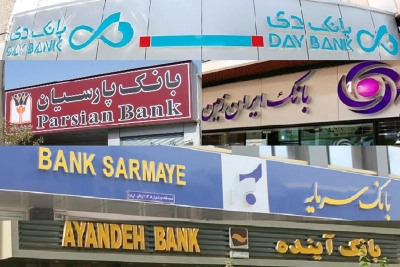 بانک دی
DAY BANK
بانک دی
DAY BANK
بانک پارسیان
Parsian Bank
بانک ایران زمین
BANK SARMAYE
بانک سرمایه
AYANDEH BANK
بانک آینده